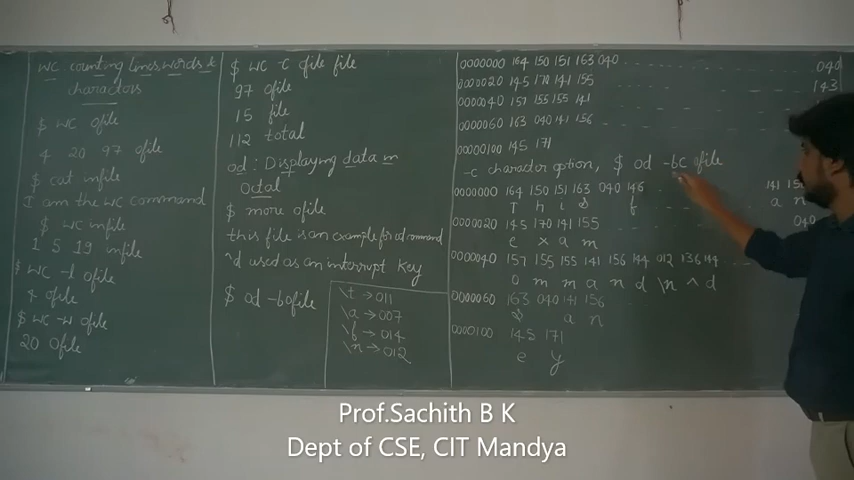 WC: counting lines, words &
charactors
$ WC ofile
4 20 97 ofile
$ cat infile
I am the WC command
$ WC infile
1 5 19 infile
$ WC -l ofile
4 ofile
$ WC -w ofile
20 ofile
$ WC -C ofile file
97 ofile
15 file
112 total
od: Displaying data in
Octal
$ more ofile
this file is an example for od command
^d used as an interrupt key
$ od -b ofile
\t → 011
\a → 007
\f → 014
\n → 012
0000000 164 150 151 163 040 040
0000020 145 170 141 155 143
0000040 157 155 155 141
0000060 163 040 141 156
0000100 145 171
-c charactor option, $ od -bc ofile
0000000 164 150 151 163 040 146 141
T h i s f a n
0000020 145 170 141 155 040
e x a m
0000040 157 155 155 141 156 144 012 136 144
o m m a n d \n ^ d
0000060 163 040 141 156
s a n
0000100 145 171
e y
Prof.Sachith B K
Dept of CSE, CIT Mandya